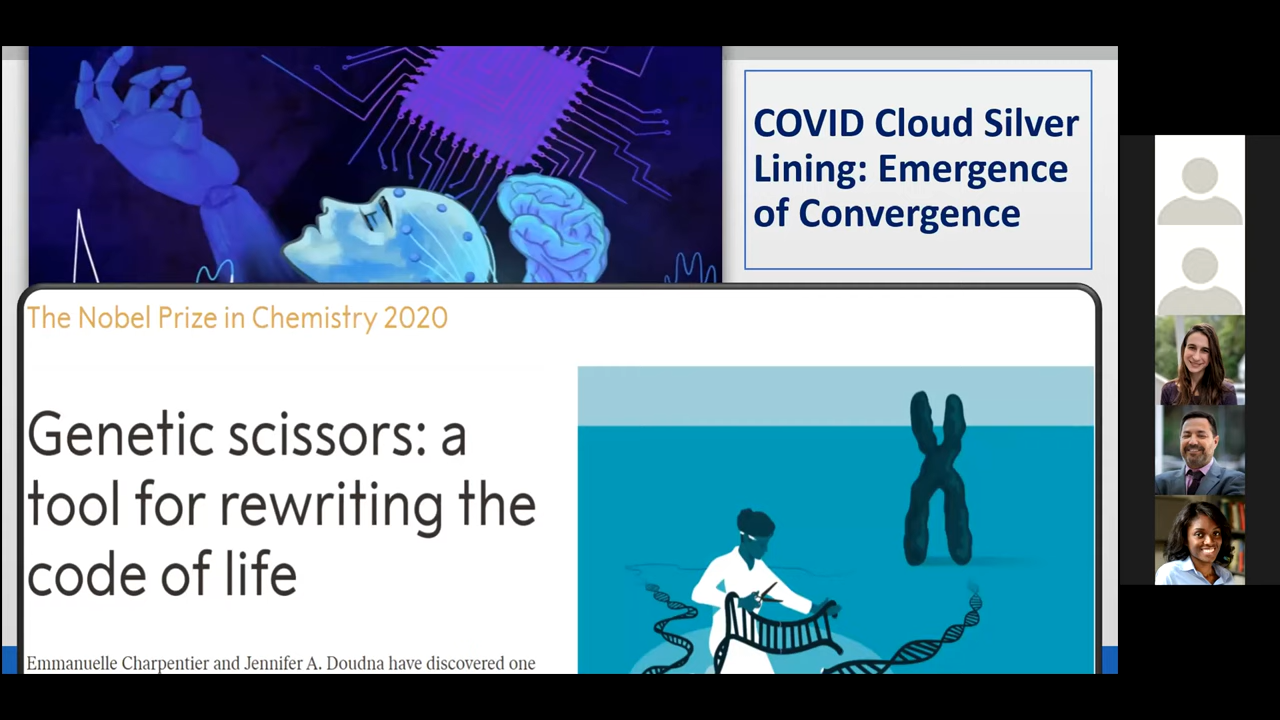 COVID Cloud Silver
Lining: Emergence
of Convergence
The Nobel Prize in Chemistry 2020
Genetic scissors: a
tool for rewriting the
code of life
Emmanuelle Charpentier and Jennifer A. Doudna have discovered one